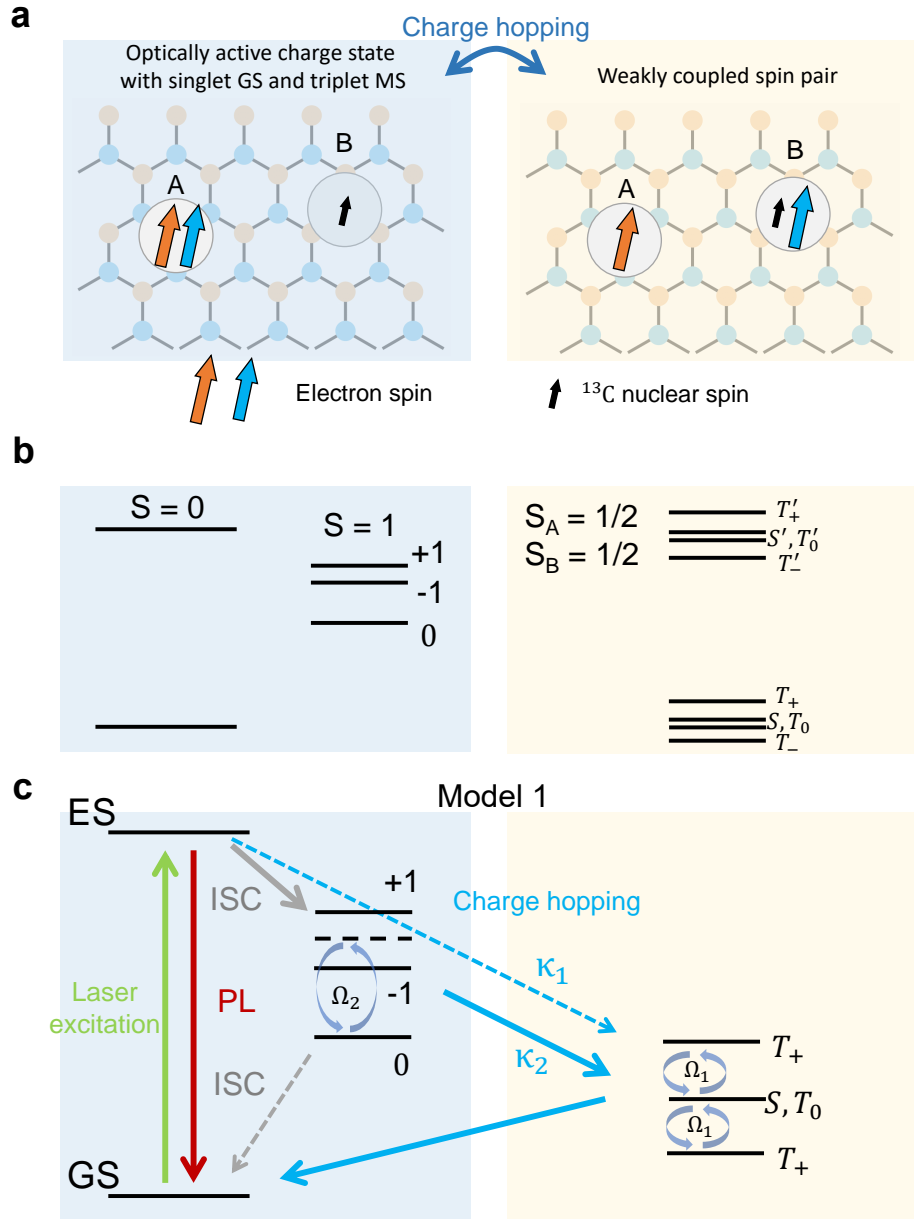 a
Charge hopping
Optically active charge state
with singlet GS and triplet MS
Weakly coupled spin pair
B
A
B
A
Electron spin
¹³C nuclear spin
b
S = 0
S = 1
+1
-1
0
S_A = 1/2
S_B = 1/2
T′₊
S′, T′₀
T′₋
T₊
S, T₀
T₋
c
Model 1
ES
ISC
+1
Charge hopping
κ₁
Laser
excitation
PL
Ω₂
-1
κ₂
0
ISC
T₊
Ω₁
S, T₀
Ω₁
T₊
GS